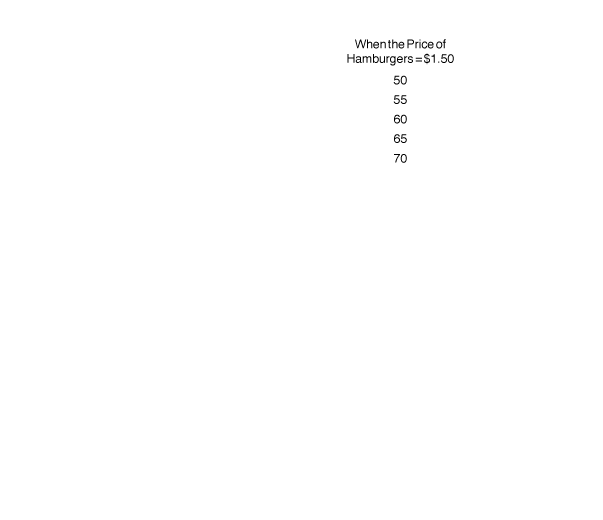 When the Price of
Hamburgers = $1.50
50
55
60
65
70